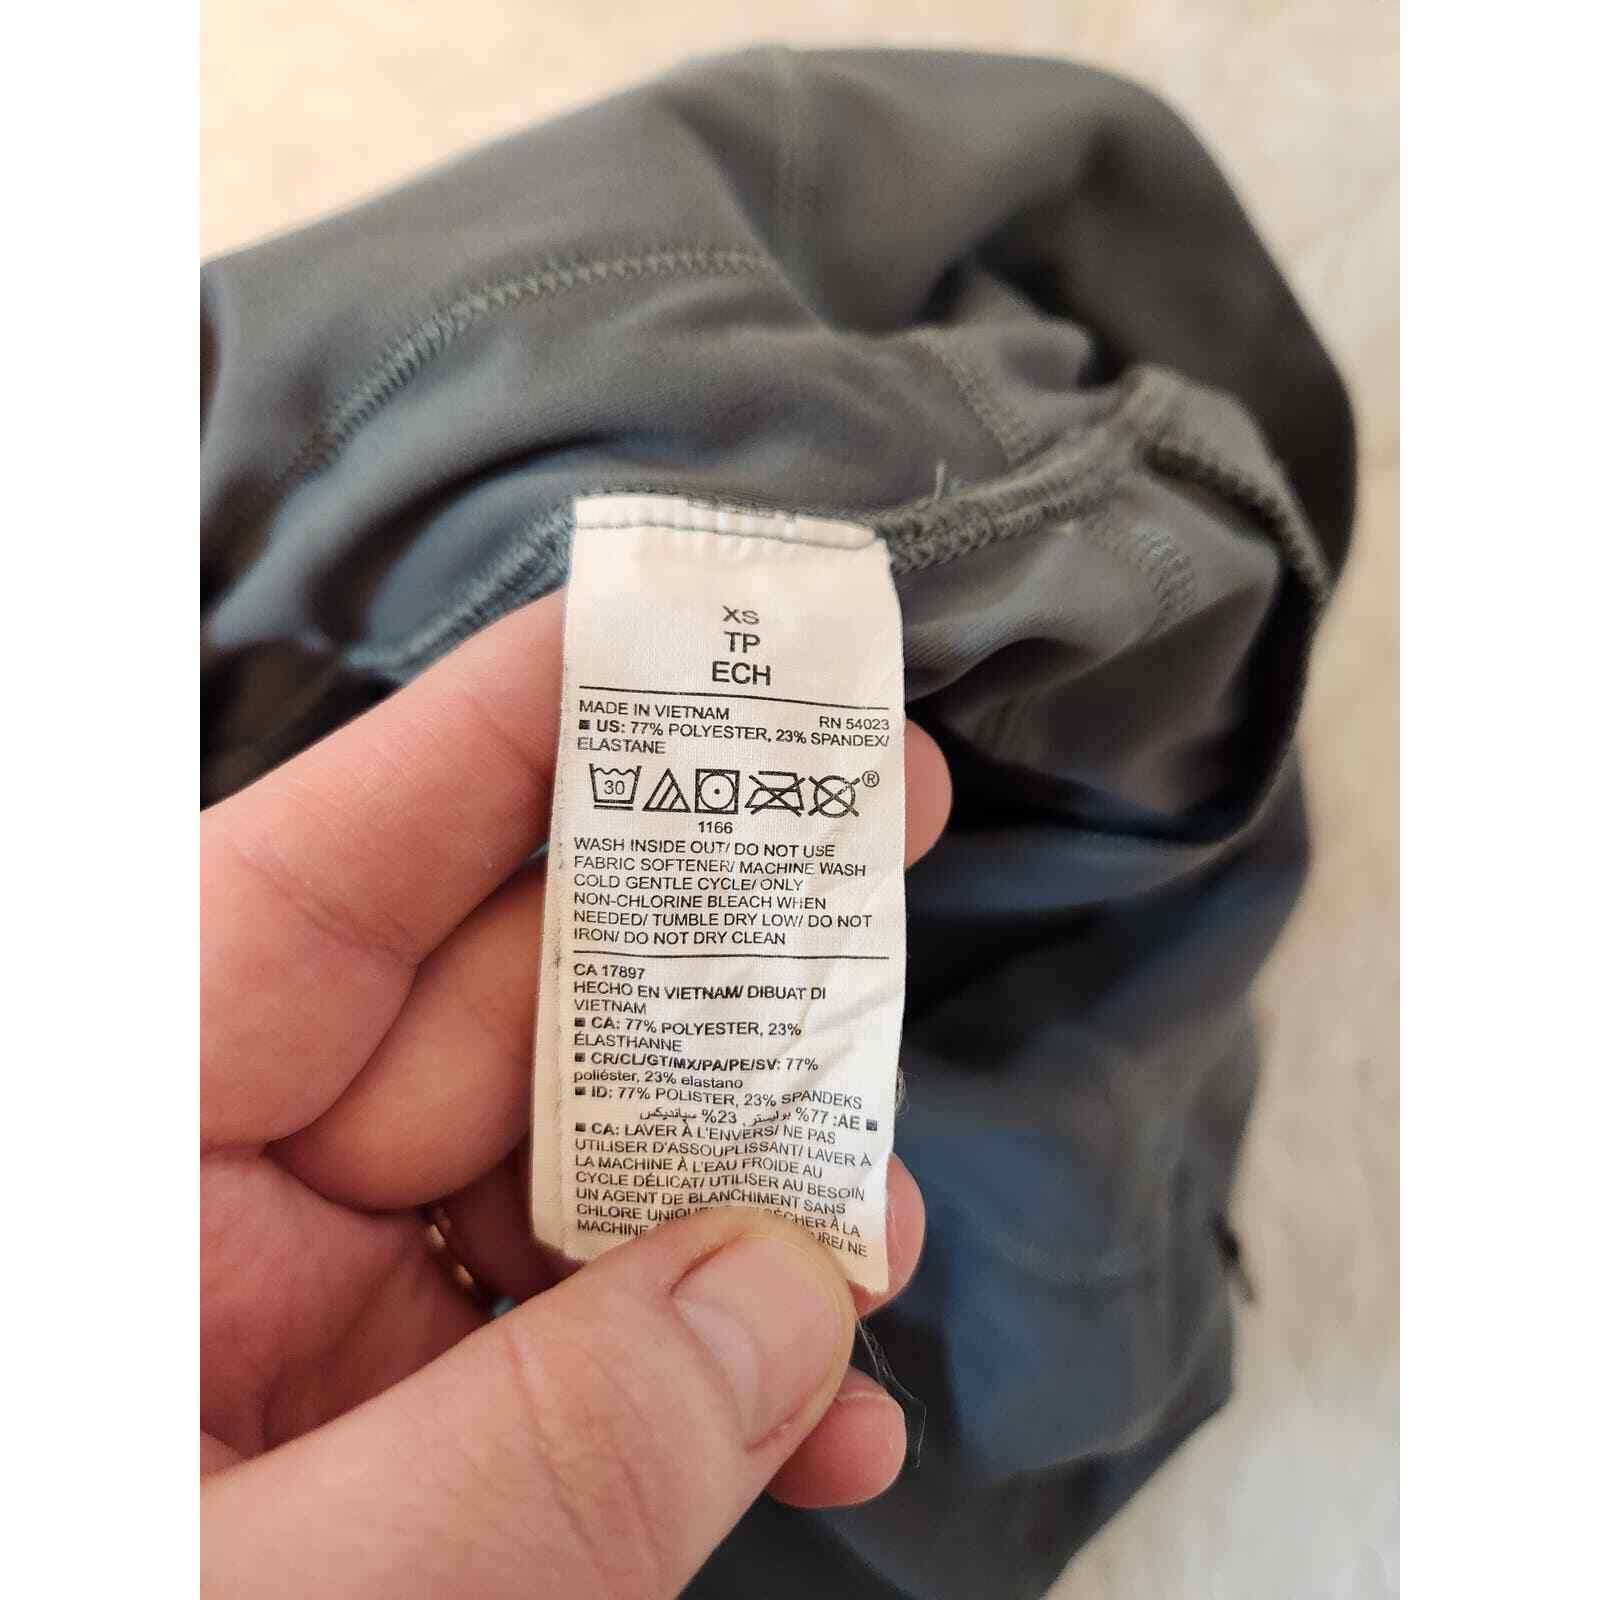 XS
TP
ECH
MADE IN VIETNAM RN 54023
US: 77% POLYESTER, 23% SPANDEX/
ELASTANE
30 ®
1166
WASH INSIDE OUT/ DO NOT USE
FABRIC SOFTENER/ MACHINE WASH
COLD GENTLE CYCLE/ ONLY
NON-CHLORINE BLEACH WHEN
NEEDED/ TUMBLE DRY LOW/ DO NOT
IRON/ DO NOT DRY CLEAN
CA 17897
HECHO EN VIETNAM/ DIBUAT DI
VIETNAM
CA: 77% POLYESTER, 23%
ÉLASTHANNE
CR/CL/GT/MX/PA/PE/SV: 77%
poliéster, 23% elastano
ID: 77% POLISTER, 23% SPANDEKS
AE: 77% بوليستر, 23% سباندیکس
CA: LAVER À L'ENVERS/ NE PAS
UTILISER D'ASSOUPLISSANT/ LAVER À
LA MACHINE À L'EAU FROIDE AU
CYCLE DÉLICAT/ UTILISER AU BESOIN
UN AGENT DE BLANCHIMENT SANS
CHLORE À LA
MACHINE NE